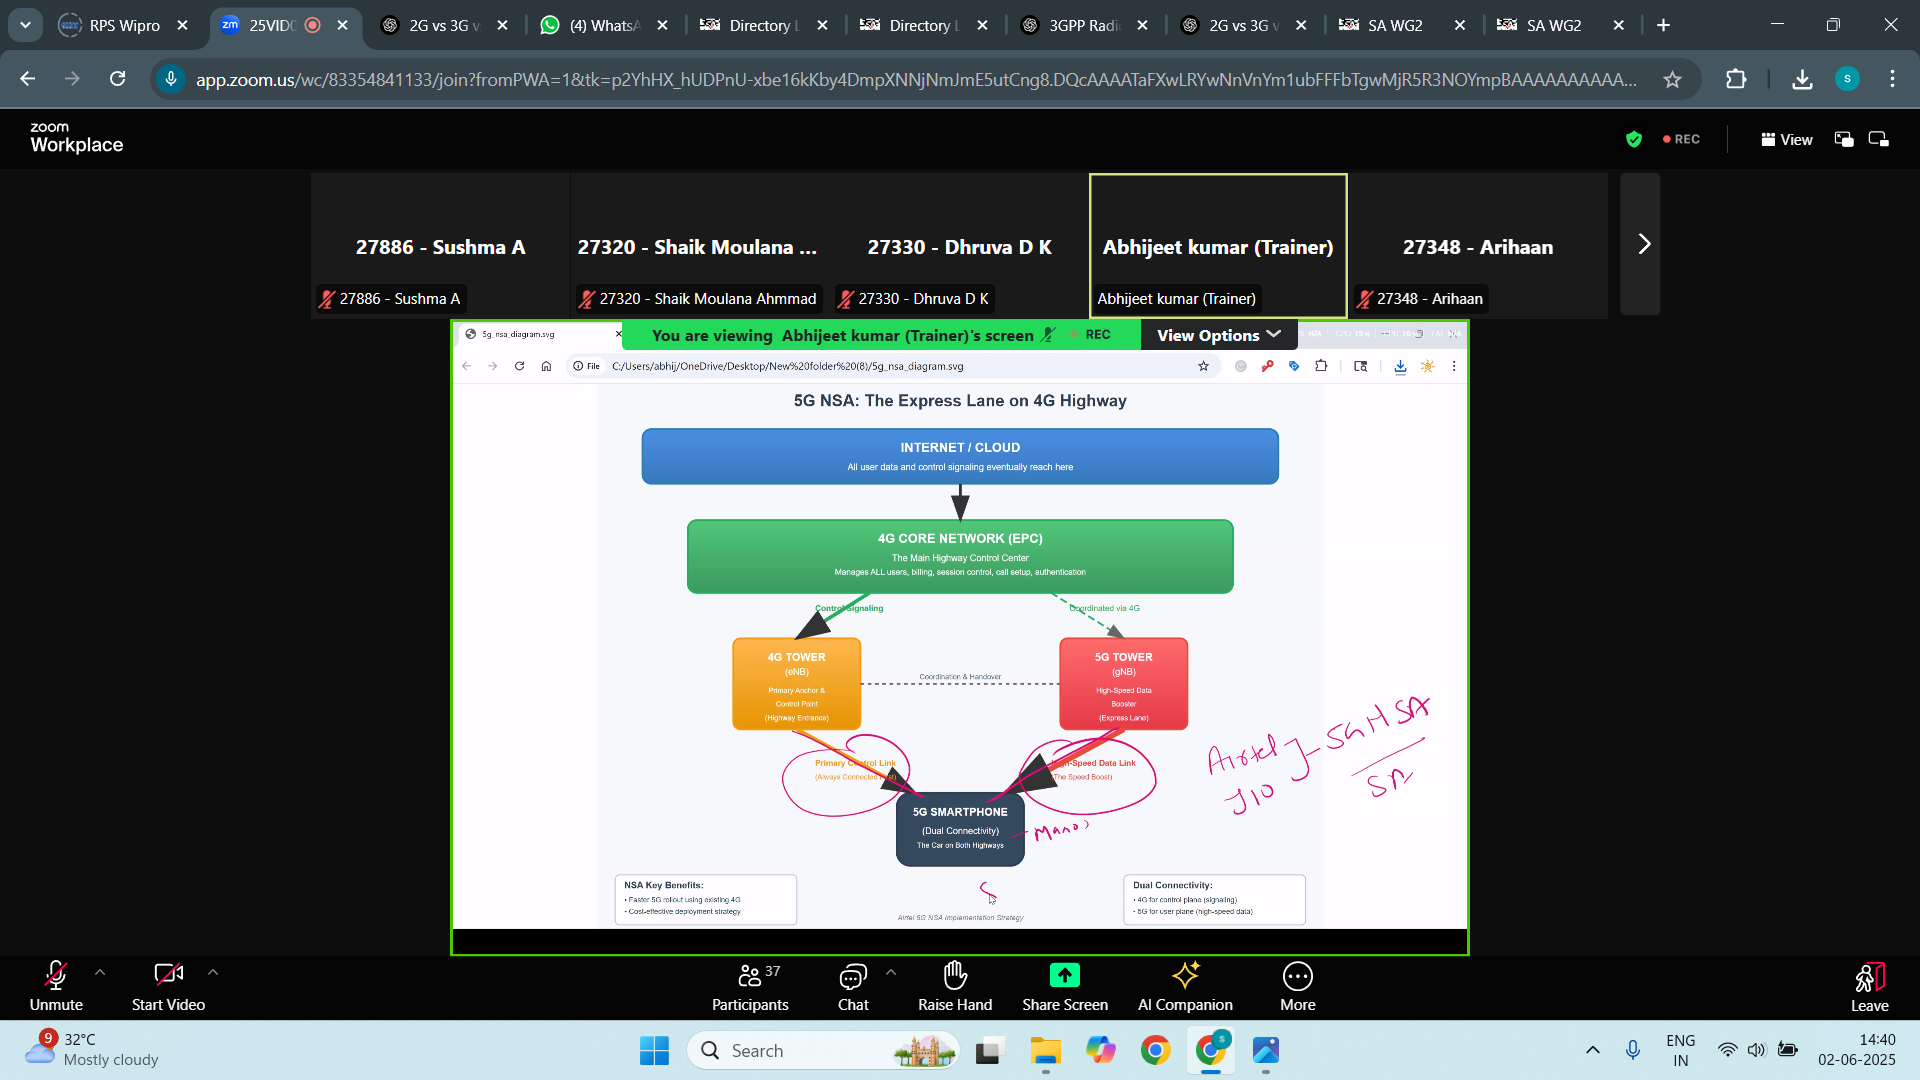 RPS Wipro
25VID0
2G vs 3G v
(4) WhatsA
Directory L
Directory L
3GPP Radi
2G vs 3G v
SA WG2
SA WG2
app.zoom.us/wc/83354841133/join?fromPWA=1&tk=p2YhHX_hUDPnU-xbe16kKby4DmpXNNjNmJmE5utCng8.DQcAAAATaFXwLRYwNnVnYm1ubFFFbTgwMjR5R3NOYmpBAAAAAAAAAA...
S
zoom
Workplace
REC
View
27886 - Sushma A
27320 - Shaik Moulana ...
27330 - Dhruva D K
Abhijeet kumar (Trainer)
27348 - Arihaan
27886 - Sushma A
27320 - Shaik Moulana Ahmmad
27330 - Dhruva D K
Abhijeet kumar (Trainer)
27348 - Arihaan
5g_nsa_diagram.svg
You are viewing Abhijeet kumar (Trainer)'s screen
REC
View Options
File
C:/Users/abhij/OneDrive/Desktop/New%20folder%20(8)/5g_nsa_diagram.svg
5G NSA: The Express Lane on 4G Highway
INTERNET / CLOUD
All user data and control signaling eventually reach here
4G CORE NETWORK (EPC)
The Main Highway Control Center
Manages ALL users, billing, session control, call setup, authentication
Control Signaling
Coordinated via 4G
4G TOWER
(eNB)
Primary Anchor &
Control Point
(Highway Entrance)
Coordination & Handover
5G TOWER
(gNB)
High-Speed Data
Booster
(Express Lane)
Primary Control Link
(Always Connected First)
High-Speed Data Link
(The Speed Boost)
Airtel
JIO
5G NSA
SA
5G SMARTPHONE
(Dual Connectivity)
The Car on Both Highways
Mano
NSA Key Benefits:
• Faster 5G rollout using existing 4G
• Cost-effective deployment strategy
Airtel 5G NSA Implementation Strategy
Dual Connectivity:
• 4G for control plane (signaling)
• 5G for user plane (high-speed data)
Unmute
Start Video
37
Participants
Chat
Raise Hand
Share Screen
AI Companion
More
Leave
9
32°C
Mostly cloudy
Search
ENG
IN
14:40
02-06-2025